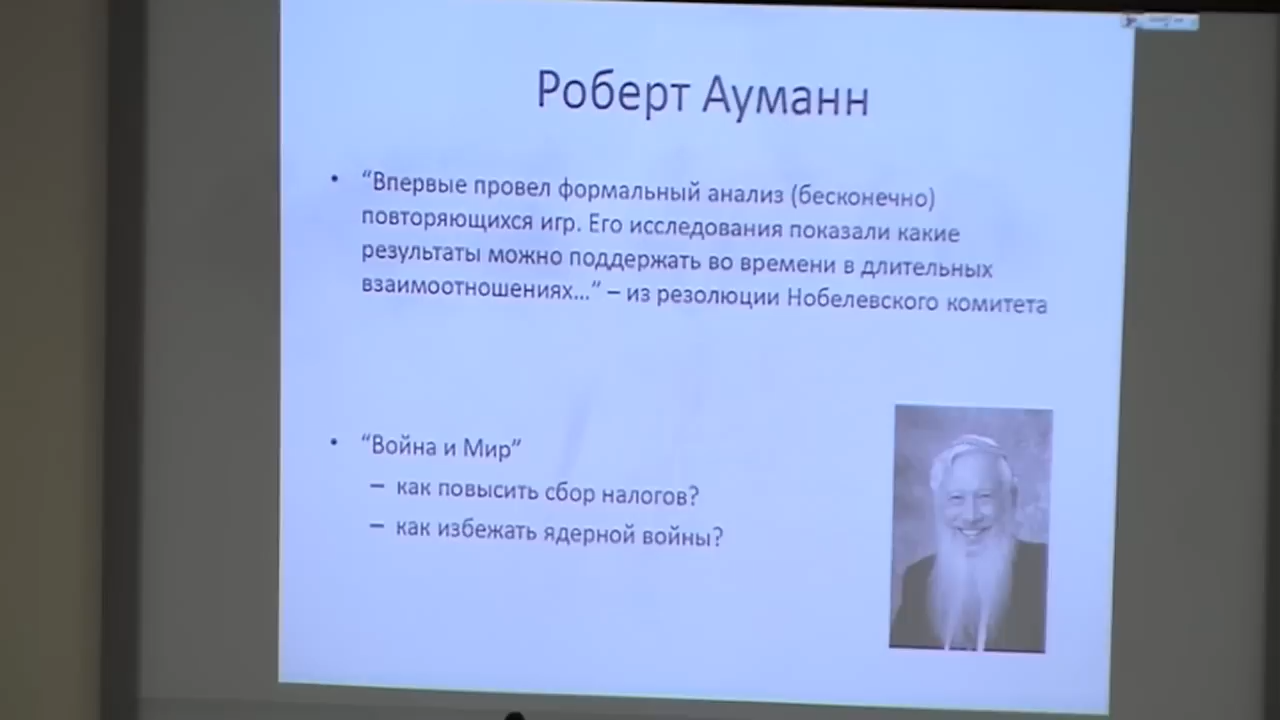 Роберт Ауманн
• “Впервые провел формальный анализ (бесконечно)
повторяющихся игр. Его исследования показали какие
результаты можно поддержать во времени в длительных
взаимоотношениях...” – из резолюции Нобелевского комитета
• “Война и Мир”
– как повысить сбор налогов?
– как избежать ядерной войны?